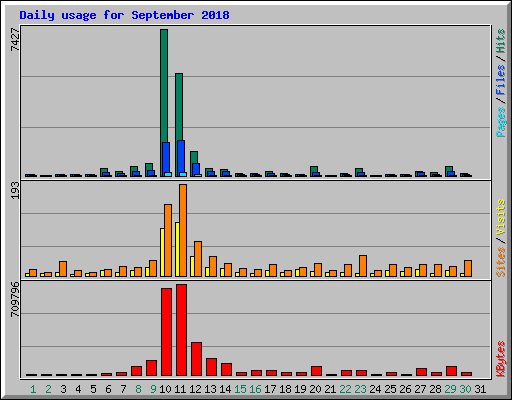 Daily usage for September 2018
7427
Pages / Files / Hits
193
Sites / Visits
709796
KBytes
1 2 3 4 5 6 7 8 9 10 11 12 13 14 15 16 17 18 19 20 21 22 23 24 25 26 27 28 29 30 31